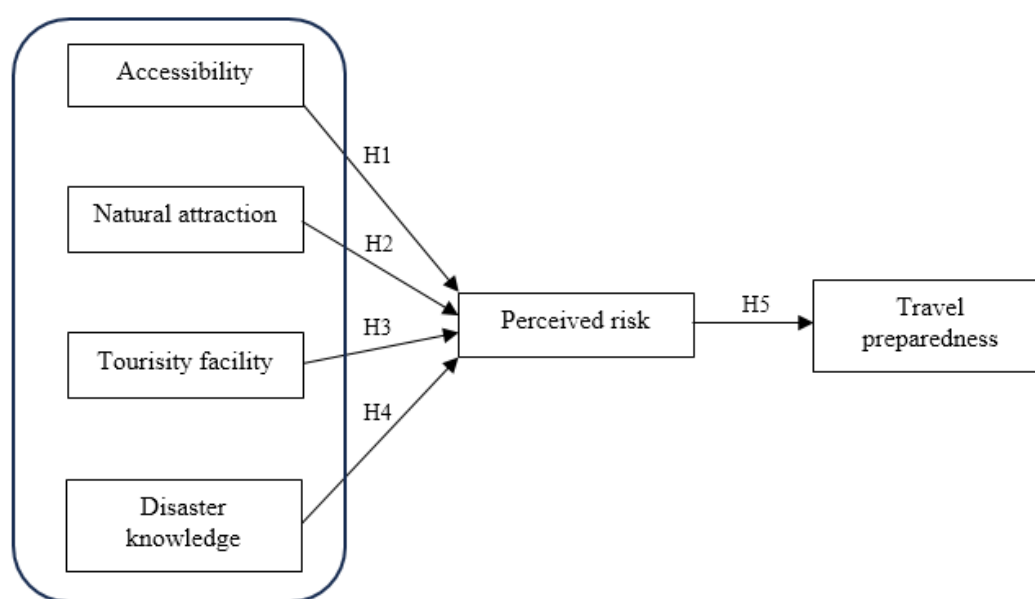 Accessibility
H1
Natural attraction
H2
Tourisity facility
H3
Disaster
knowledge
H4
Perceived risk
H5
Travel
preparedness